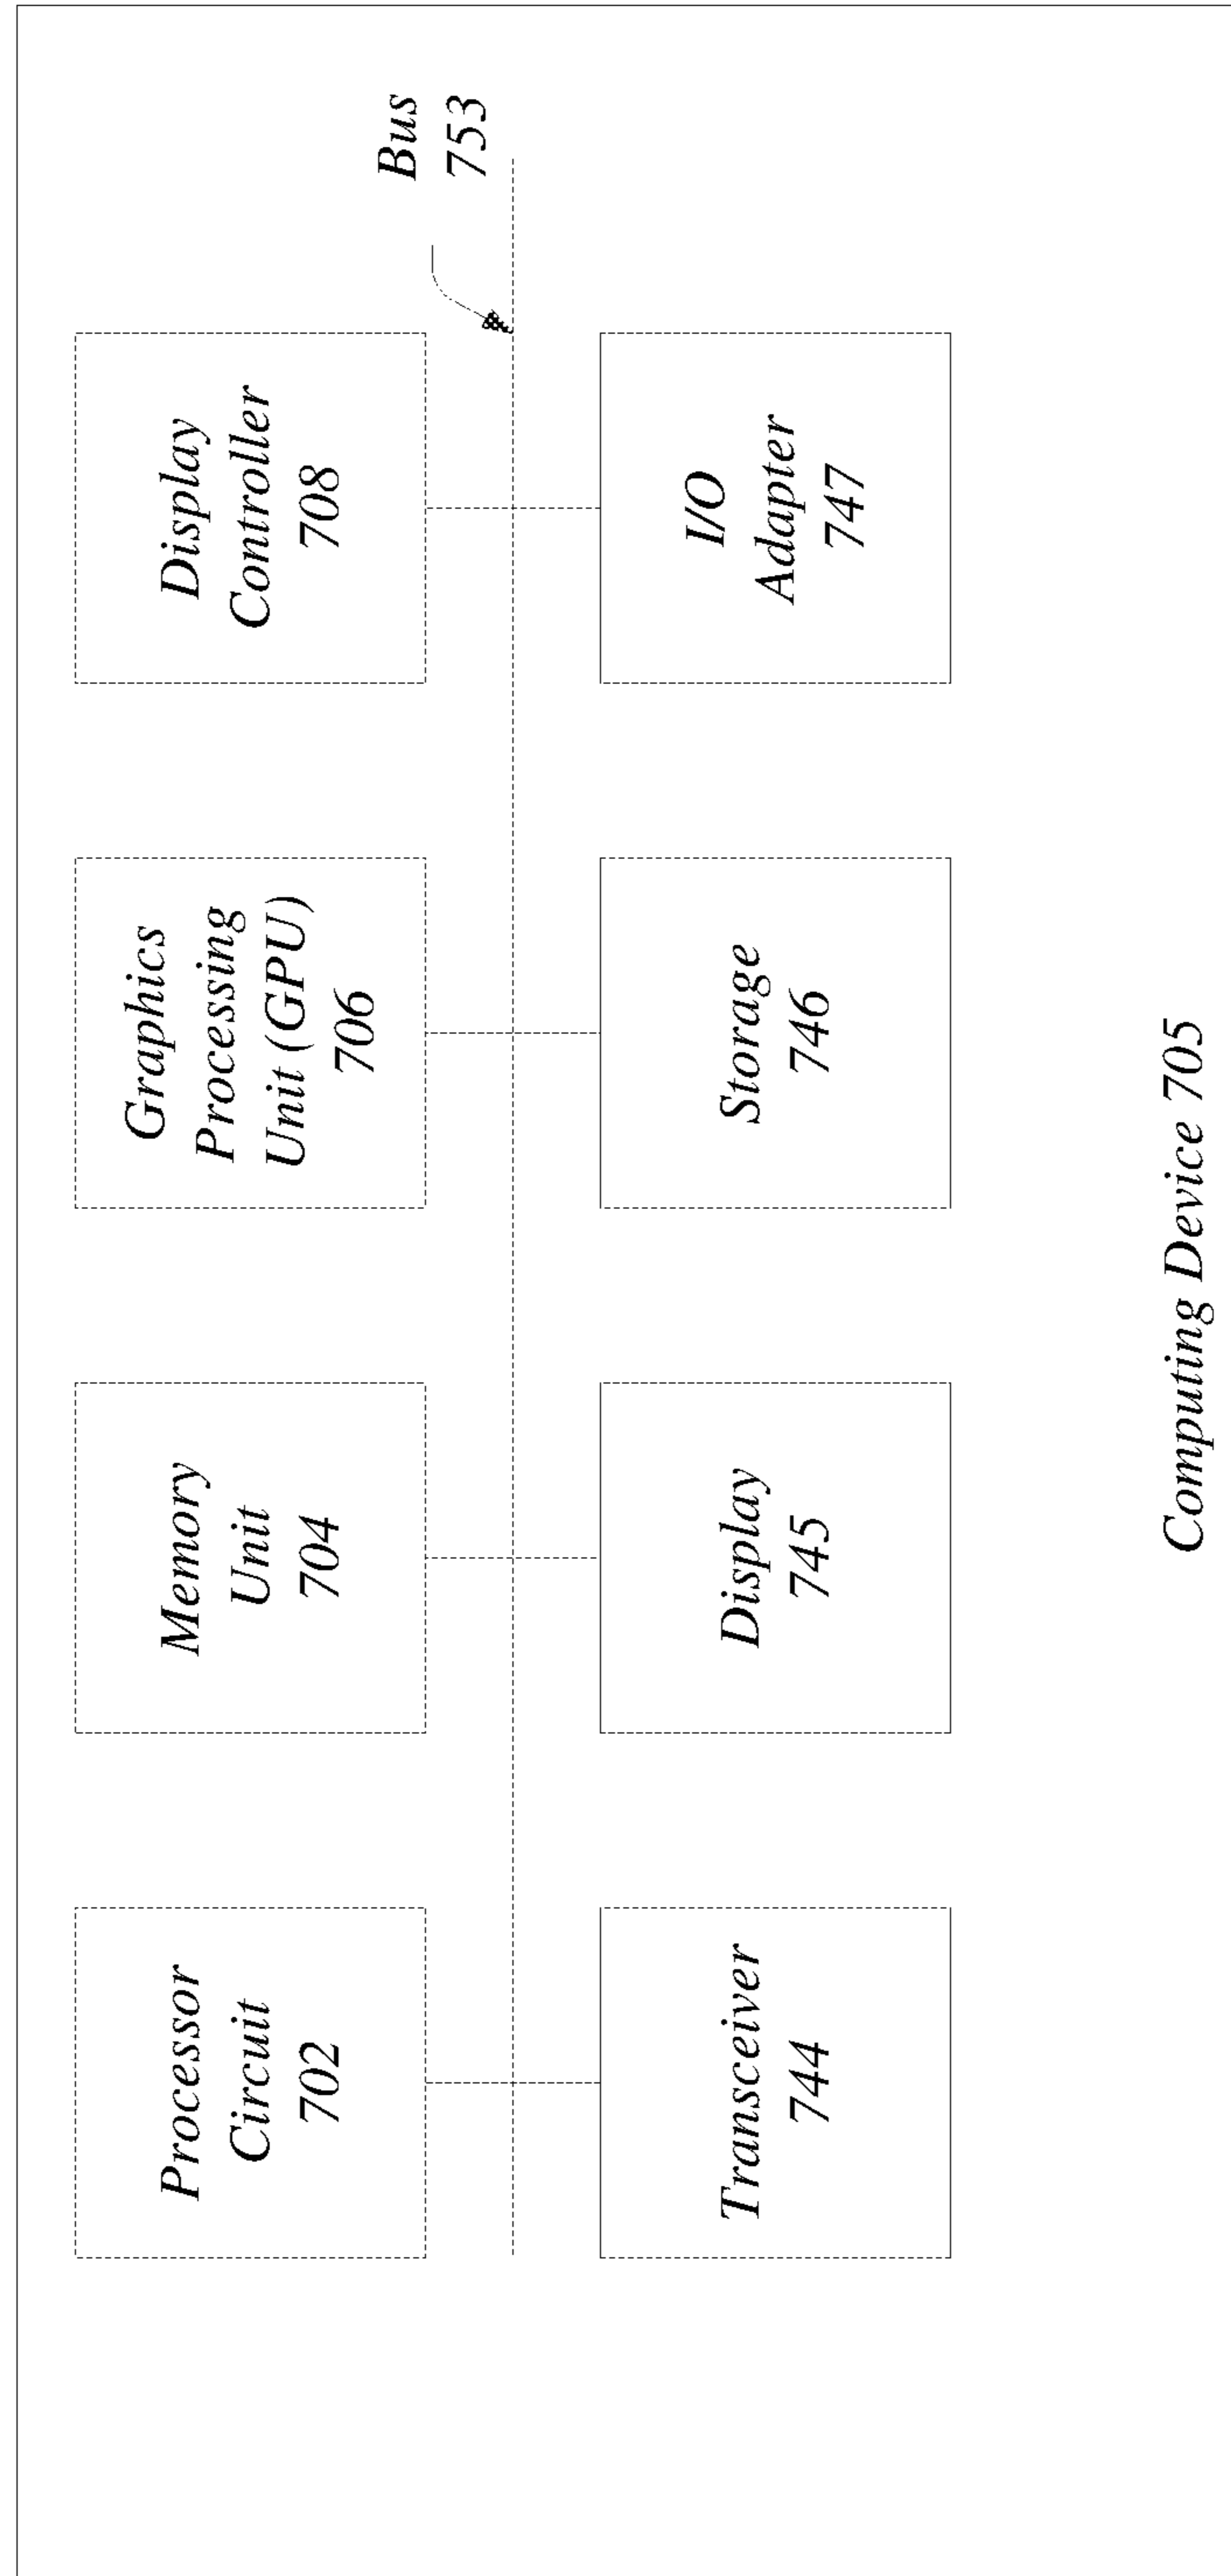 Processor
Circuit
702
Memory
Unit
704
Graphics
Processing
Unit (GPU)
706
Display
Controller
708
Bus
753
Transceiver
744
Display
745
Storage
746
I/O
Adapter
747
Computing Device 705